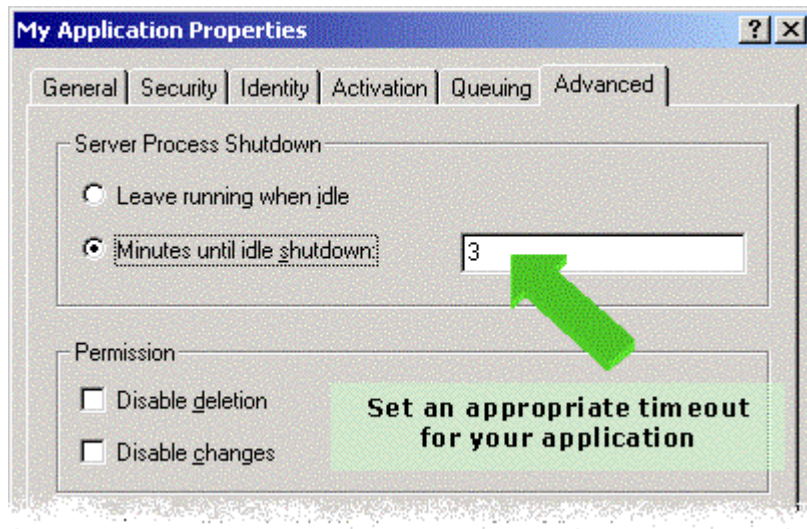 My Application Properties
General Security Identity Activation Queuing Advanced
Server Process Shutdown
Leave running when idle
Minutes until idle shutdown: 3
Permission
Disable deletion
Disable changes
Set an appropriate timeout
for your application